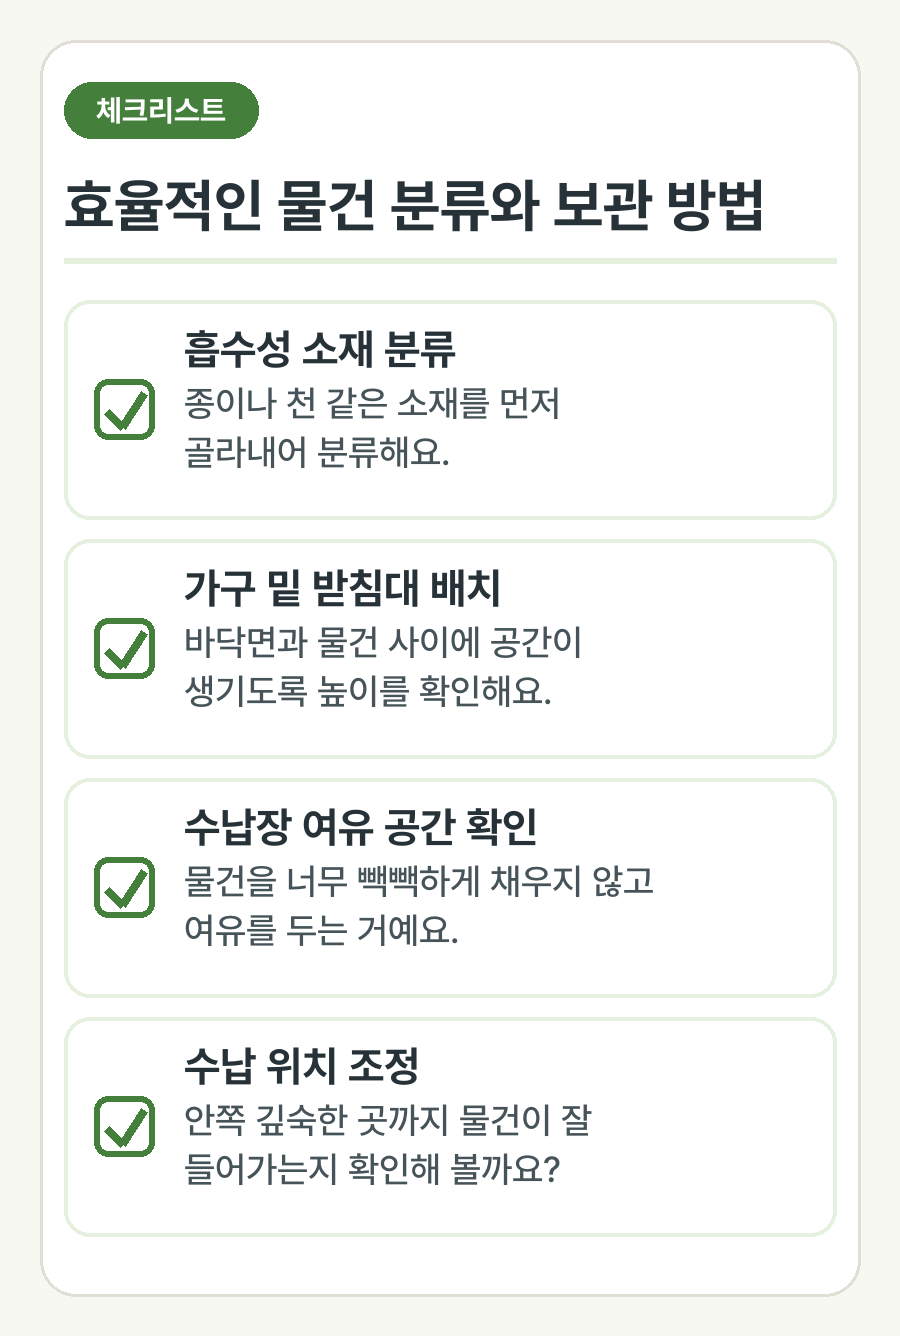 체크리스트
효율적인 물건 분류와 보관 방법
흡수성 소재 분류
종이나 천 같은 소재를 먼저
골라내어 분류해요.
가구 밑 받침대 배치
바닥면과 물건 사이에 공간이
생기도록 높이를 확인해요.
수납장 여유 공간 확인
물건을 너무 빽빽하게 채우지 않고
여유를 두는 거예요.
수납 위치 조정
안쪽 깊숙한 곳까지 물건이 잘
들어가는지 확인해 볼까요?